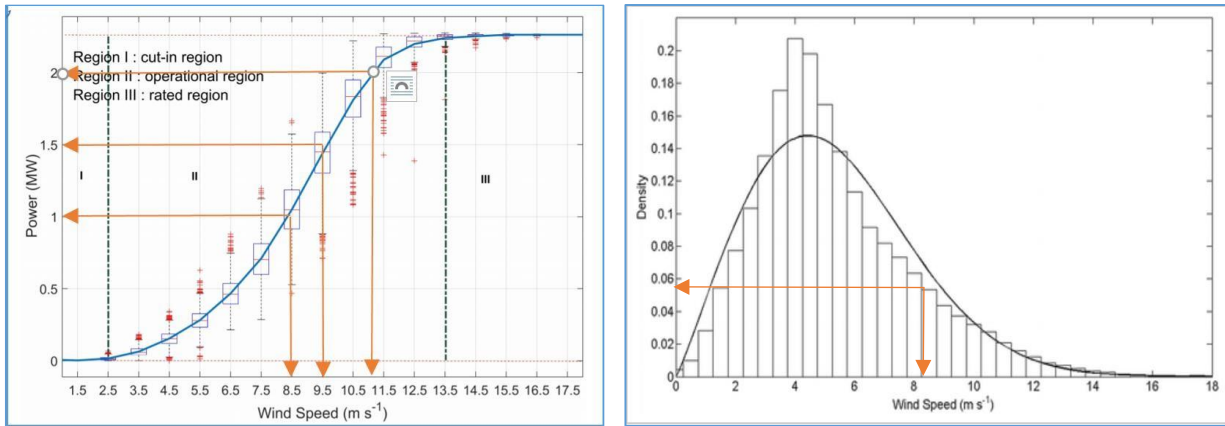 Region I : cut-in region
Region II : operational region
Region III : rated region
2
1.5
1
0.5
0
I
II
III
Power (MW)
1.5 2.5 3.5 4.5 5.5 6.5 7.5 8.5 9.5 10.5 11.5 12.5 13.5 14.5 15.5 16.5 17.5
Wind Speed (m s-1)
0.2
0.18
0.16
0.14
0.12
0.1
0.08
0.06
0.04
0.02
0
Density
0 2 4 6 8 10 12 14 16 18
Wind Speed (m s-1)